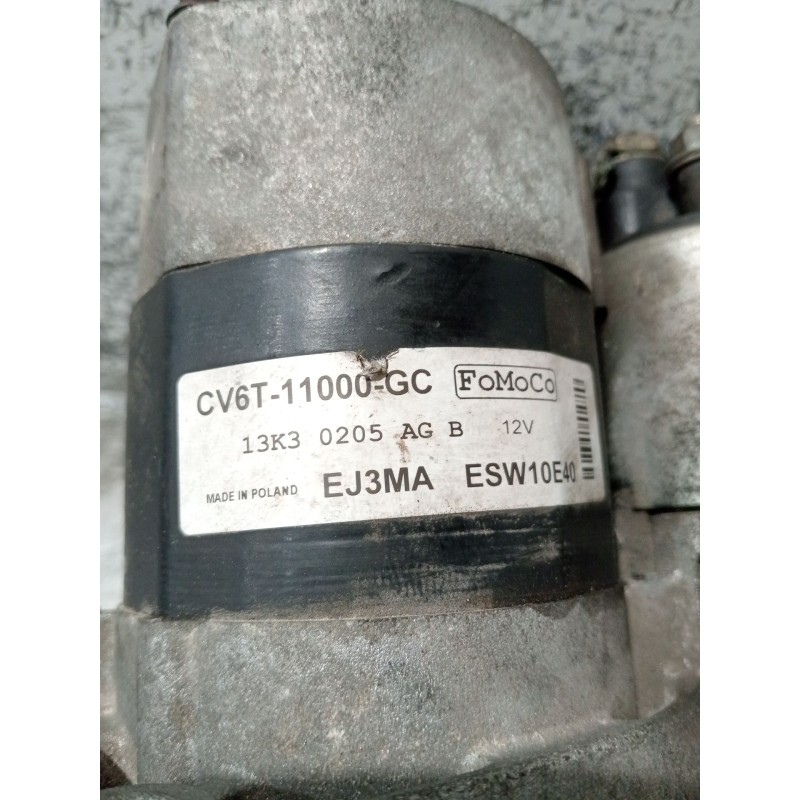 CV6T-11000-GC FoMoCo
13K3 0205 AG B 12V
MADE IN POLAND EJ3MA ESW10E40